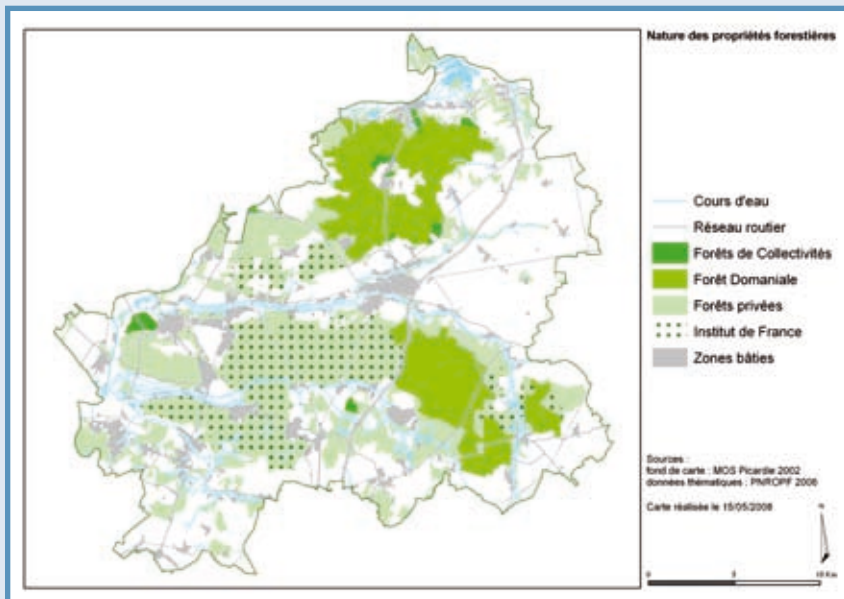 Nature des propriétés forestières
Cours d'eau
Réseau routier
Forêts de Collectivités
Forêt Domaniale
Forêts privées
Institut de France
Zones bâties
Sources :
fond de carte : MOS Picardie 2002
données thématiques : PNROPF 2006
Carte réalisée le 15/05/2008
N
0 5 10 Km